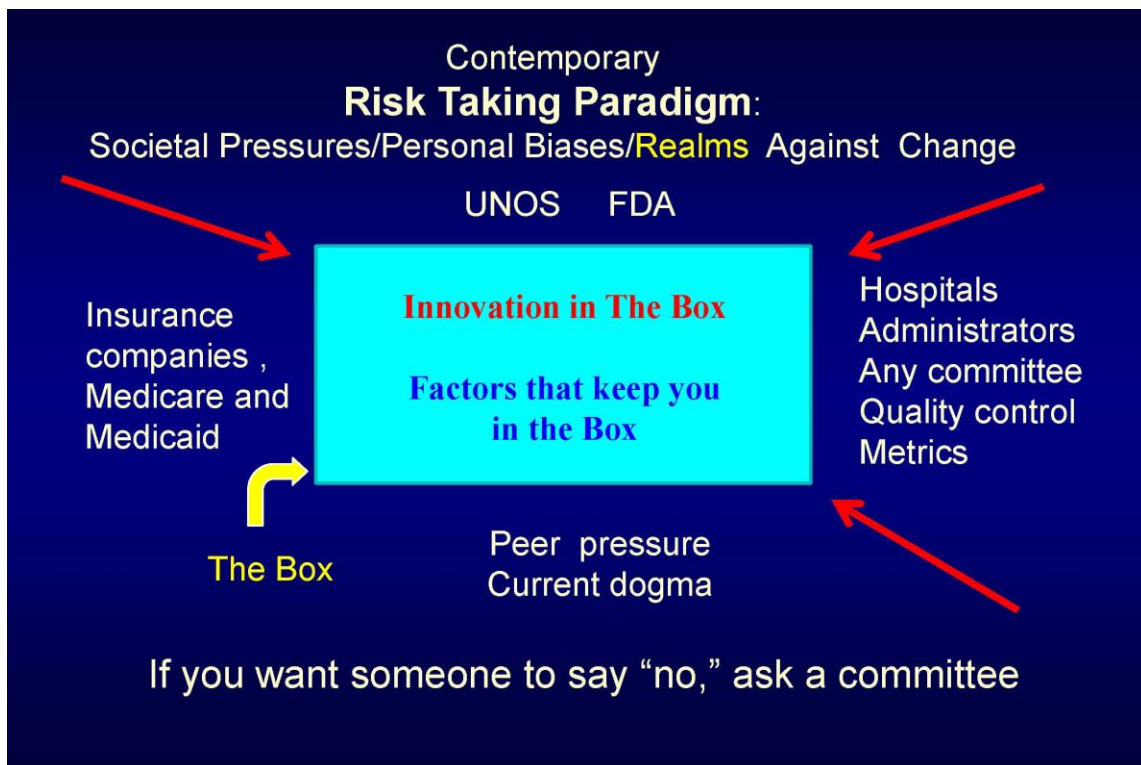 Contemporary
Risk Taking Paradigm:
Societal Pressures/Personal Biases/Realms Against Change
UNOS FDA
Insurance
companies ,
Medicare and
Medicaid
Innovation in The Box
Factors that keep you
in the Box
Hospitals
Administrators
Any committee
Quality control
Metrics
The Box
Peer pressure
Current dogma
If you want someone to say “no,” ask a committee